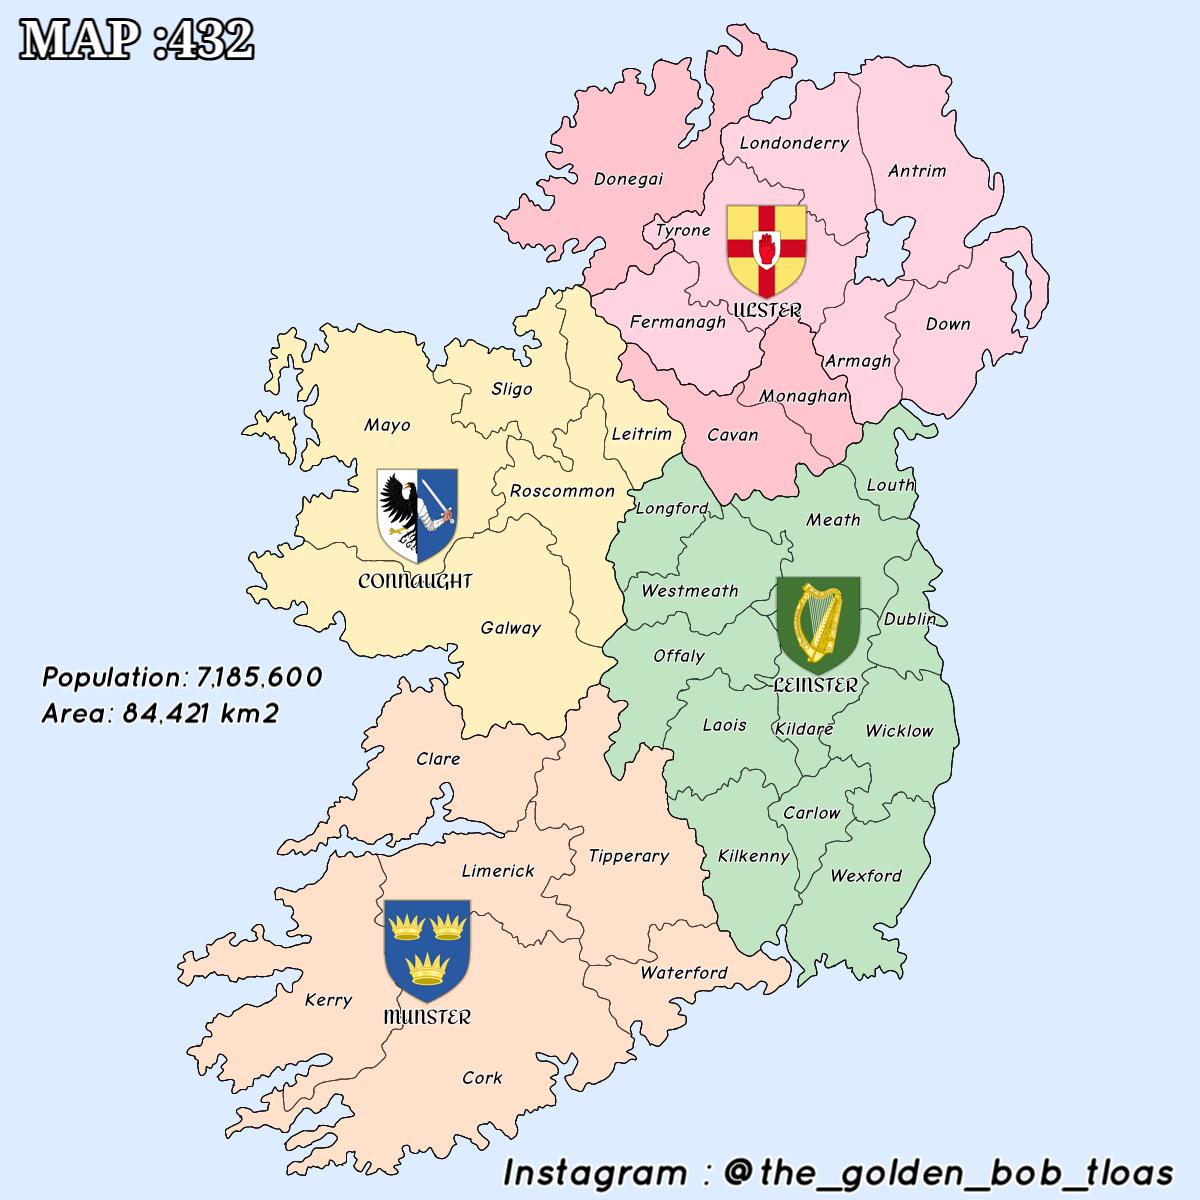 MAP :432
Londonderry
Antrim
Donegai
Tyrone
ULSTER
Fermanagh
Down
Armagh
Monaghan
Cavan
Sligo
Mayo
Leitrim
Roscommon
CONNAUGHT
Galway
Louth
Longford
Meath
Westmeath
Dublin
Offaly
LEINSTER
Laois
Kildare
Wicklow
Carlow
Kilkenny
Wexford
Population: 7,185,600
Area: 84,421 km2
Clare
Tipperary
Limerick
Waterford
Kerry
MUNSTER
Cork
Instagram : @the_golden_bob_tloas